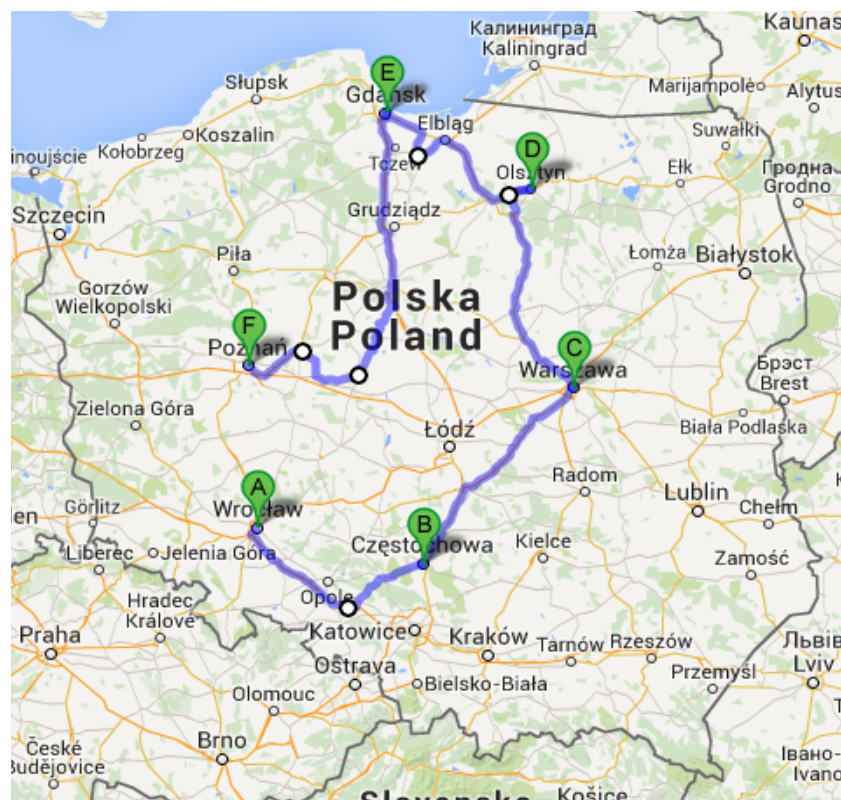 Калининград
Kaliningrad
Kaunas
E
Słupsk
Gdańsk
Marijampolė
Alytus
Elbląg
Koszalin
Kołobrzeg
Suwałki
inoujście
Tczew
D
Olsztyn
Ełk
Гродна
Grodno
Szczecin
Grudziądz
Piła
Łomża
Białystok
Gorzów
Wielkopolski
Polska
Poland
F
Poznań
C
Warszawa
Брэст
Brest
Zielona Góra
Łódź
Biała Podlaska
A
Wrocław
Radom
Lublin
Chełm
Görlitz
en
B
Częstochowa
Kielce
Liberec
Jelenia Góra
Zamość
Opole
Hradec
Králové
Katowice
Praha
Kraków
Tarnów
Rzeszów
Львів
Lviv
Ostrava
Przemyśl
Bielsko-Biała
Olomouc
T
Brno
České
Budějovice
Івано-
Ivano
Košice